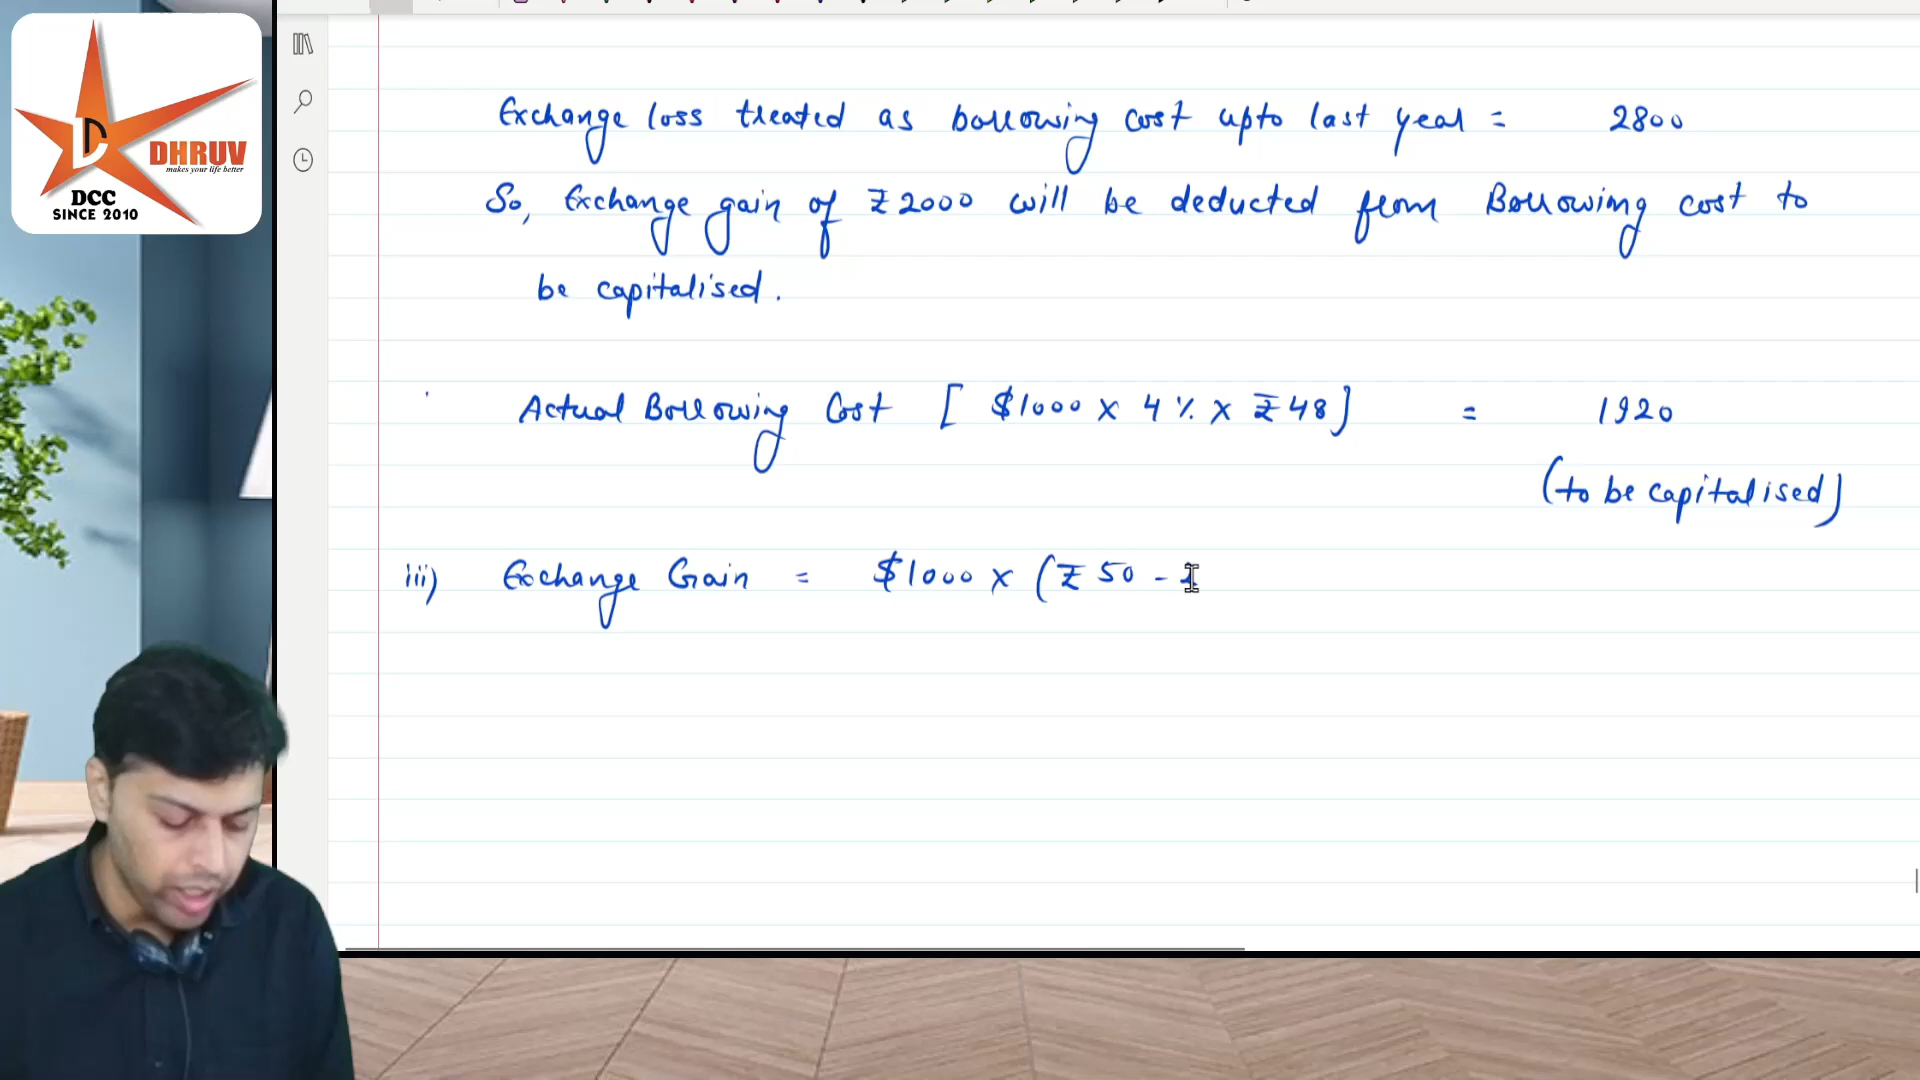 DHRUV
makes your life better
DCC
SINCE 2010
Exchange loss treated as borrowing cost upto last year = 2800
So, Exchange gain of ₹2000 will be deducted from Borrowing cost to
be capitalised.
Actual Borrowing Cost [ $1000 x 4% x ₹48] = 1920
(to be capitalised)
iii) Exchange Gain = $1000 x (₹50 -